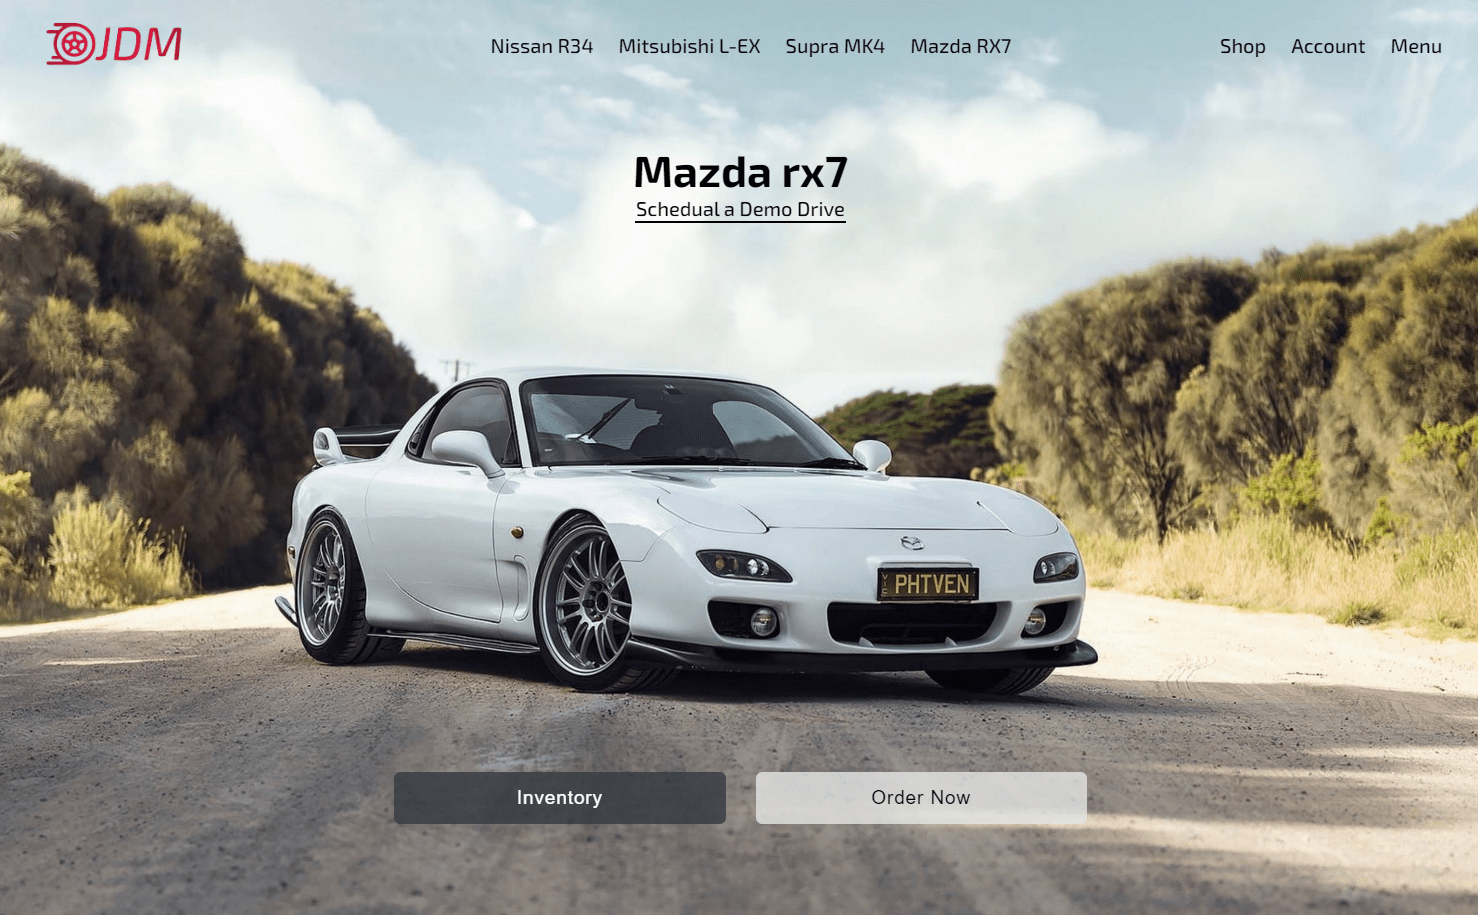 JDM
Nissan R34 Mitsubishi L-EX Supra MK4 Mazda RX7
Shop Account Menu
Mazda rx7
Schedual a Demo Drive
VIC PHTVEN
Inventory
Order Now